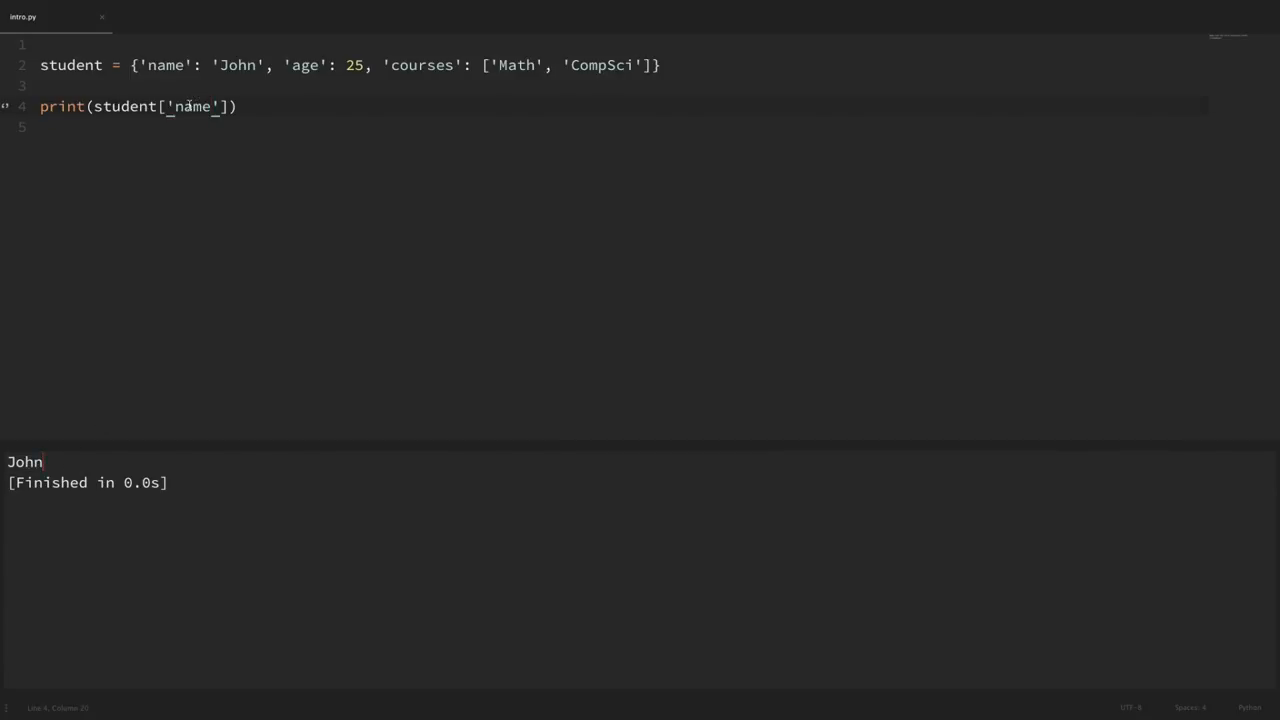 intro.py ×
1
2 student = {'name': 'John', 'age': 25, 'courses': ['Math', 'CompSci']}
3
4 print(student['name'])
5
John
[Finished in 0.0s]
Line 4, Column 20 UTF-8 Spaces: 4 Python